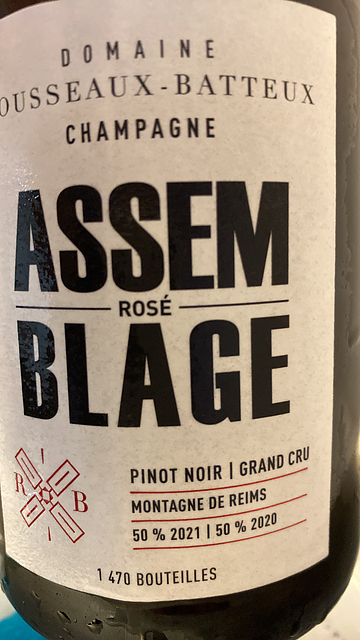 DOMAINE
OUSSEAUX-BATTEUX
CHAMPAGNE
ASSEM
ROSÉ
BLAGE
R B
PINOT NOIR | GRAND CRU
MONTAGNE DE REIMS
50 % 2021 | 50 % 2020
1 470 BOUTEILLES